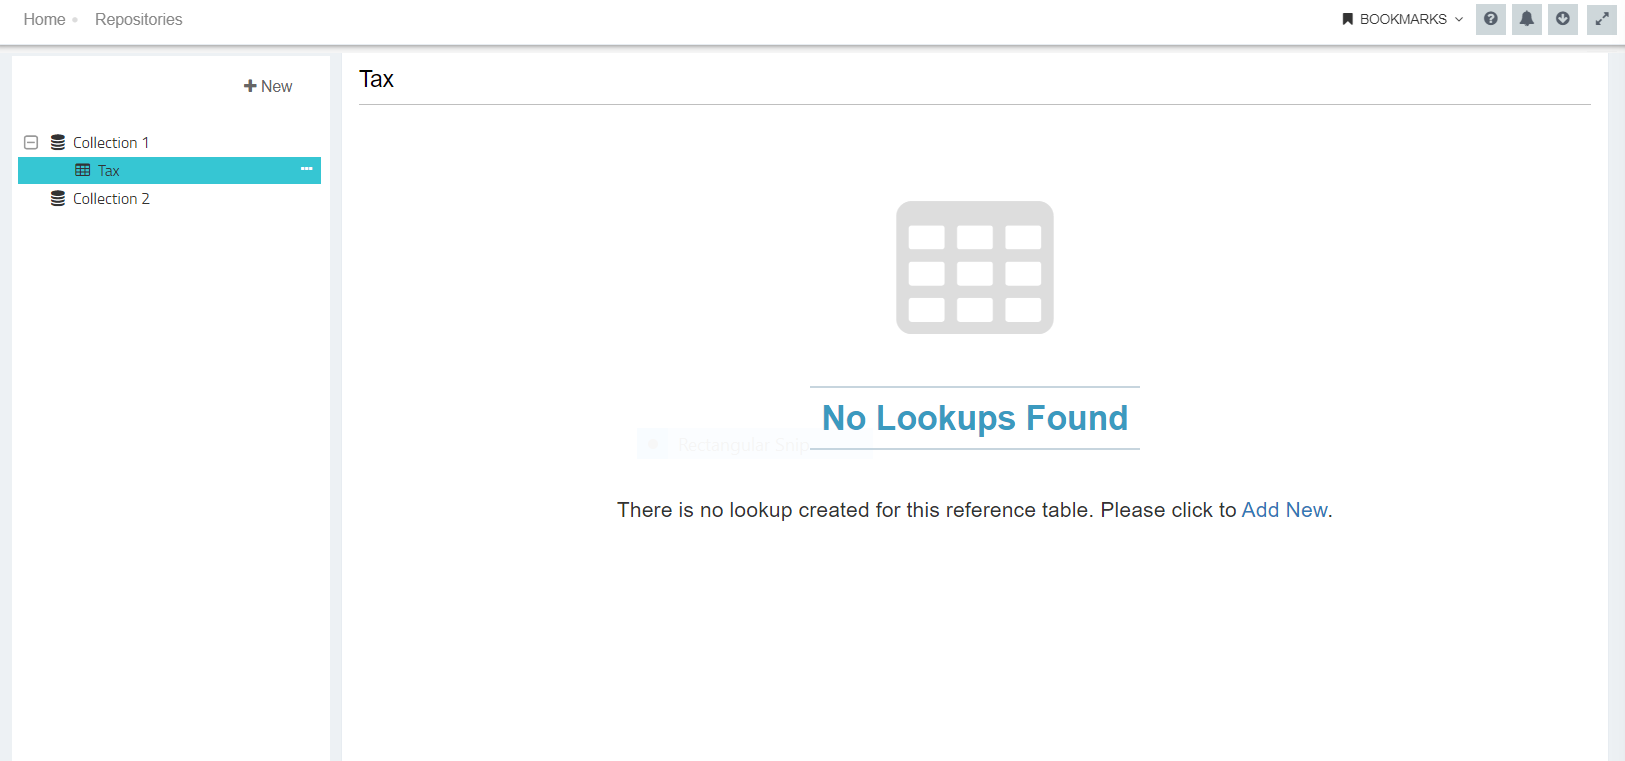 Home Repositories
BOOKMARKS
New
Tax
Collection 1
Tax
Collection 2
No Lookups Found
Rectangular Snip
There is no lookup created for this reference table. Please click to Add New.